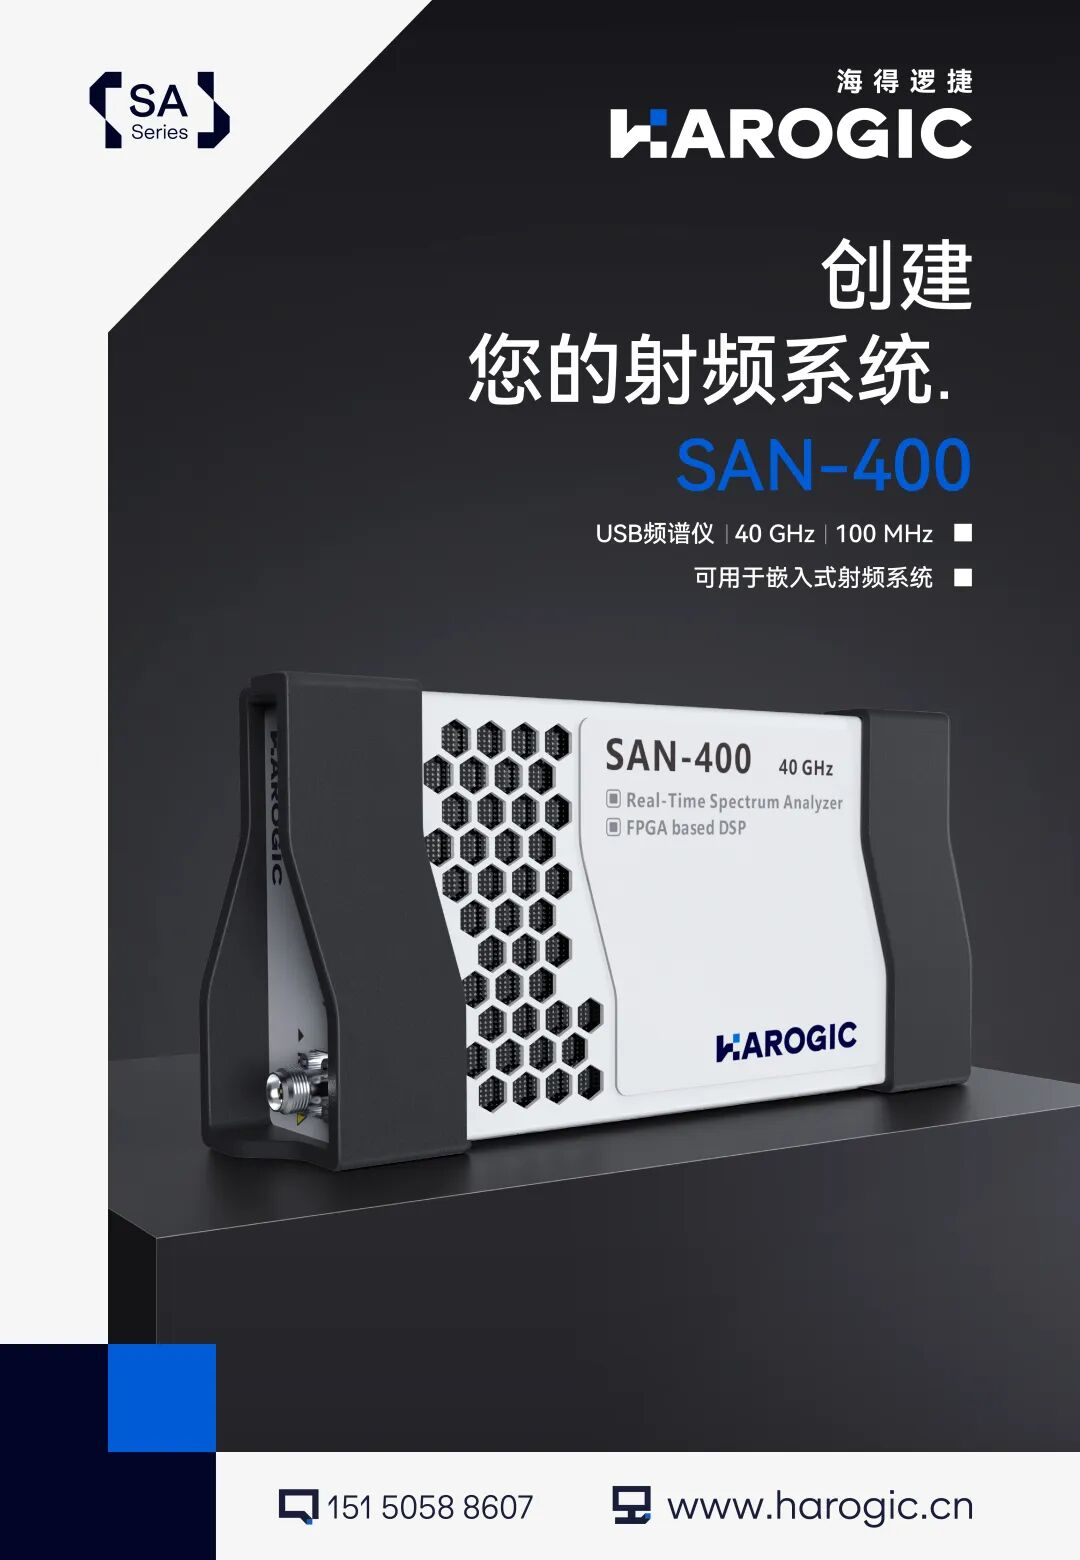 SA
Series
海得逻捷
HAROGIC
创建
您的射频系统.
SAN-400
USB频谱仪 | 40 GHz | 100 MHz
可用于嵌入式射频系统
HAROGIC
SAN-400 40 GHz
Real-Time Spectrum Analyzer
FPGA based DSP
HAROGIC
151 5058 8607
www.harogic.cn